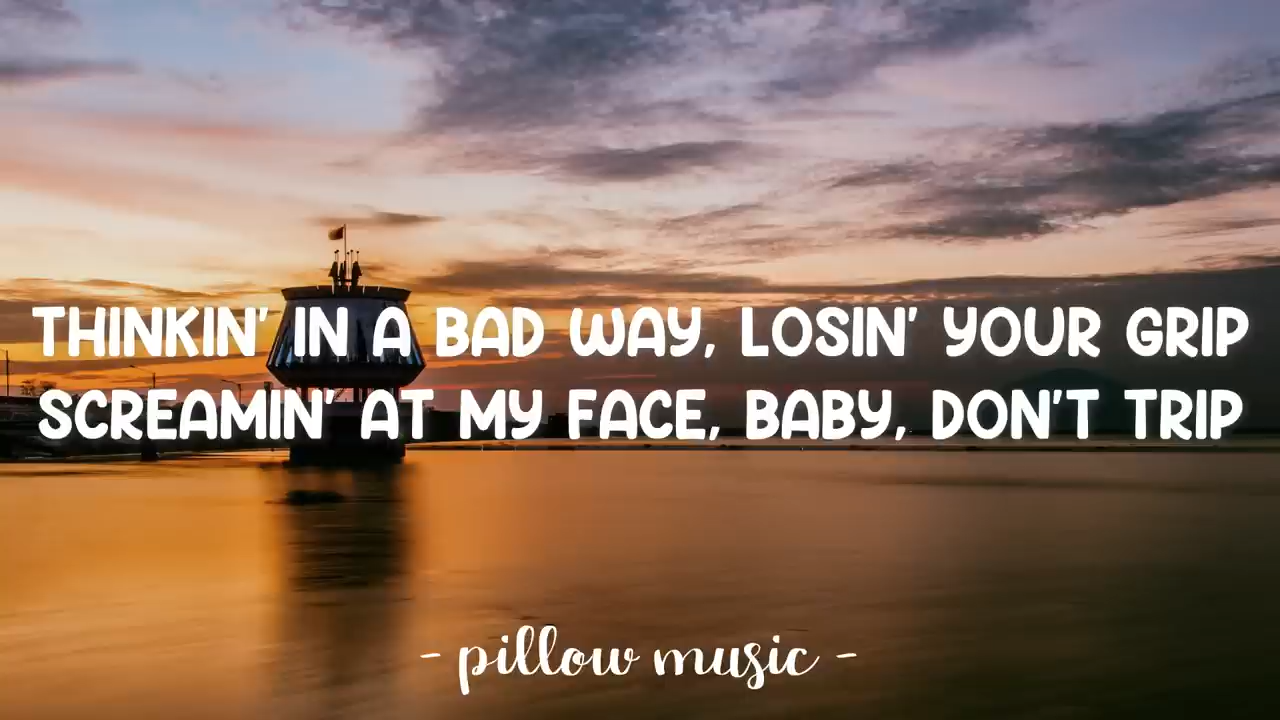 THINKIN' IN A BAD WAY, LOSIN' YOUR GRIP
SCREAMIN' AT MY FACE, BABY, DON'T TRIP
- pillow music -